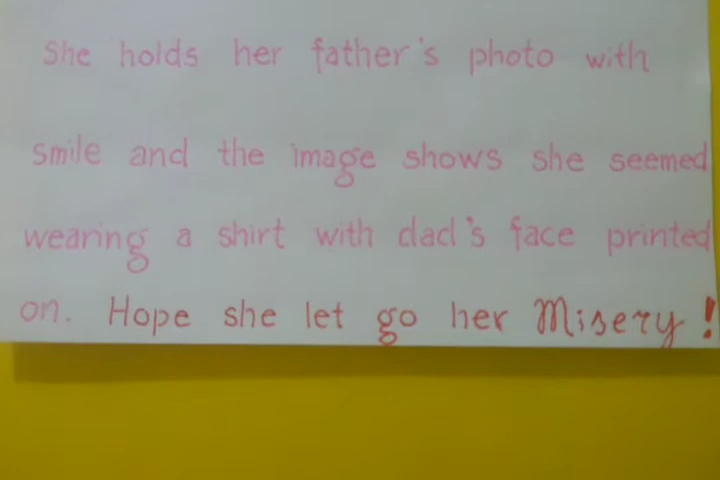 She holds her father's photo with
smile and the image shows she seemed
wearing a shirt with dad's face printed
on. Hope she let go her Misery!